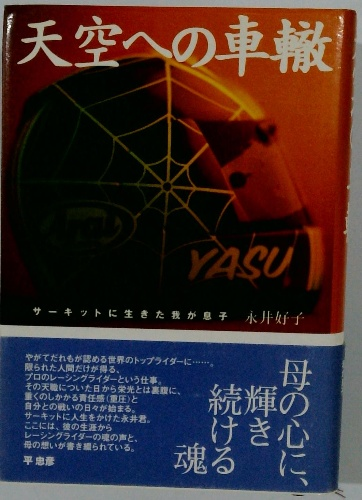 天空への車轍
Arai
YASU
サーキットに生きた我が息子 永井好子
母の心に、
輝き
続ける
魂
やがてだれもが認める世界のトップライダーに……。
限られた人間だけが得る、
プロのレーシングライダーという仕事。
その天職についた日から栄光とは裏腹に、
重くのしかかる責任感（重圧）と
自分との戦いの日々が始まる。
サーキットに人生をかけた永井君。
ここには、彼の生涯から
レーシングライダーの魂の声と、
母の想いが書き綴られている。
平 忠彦